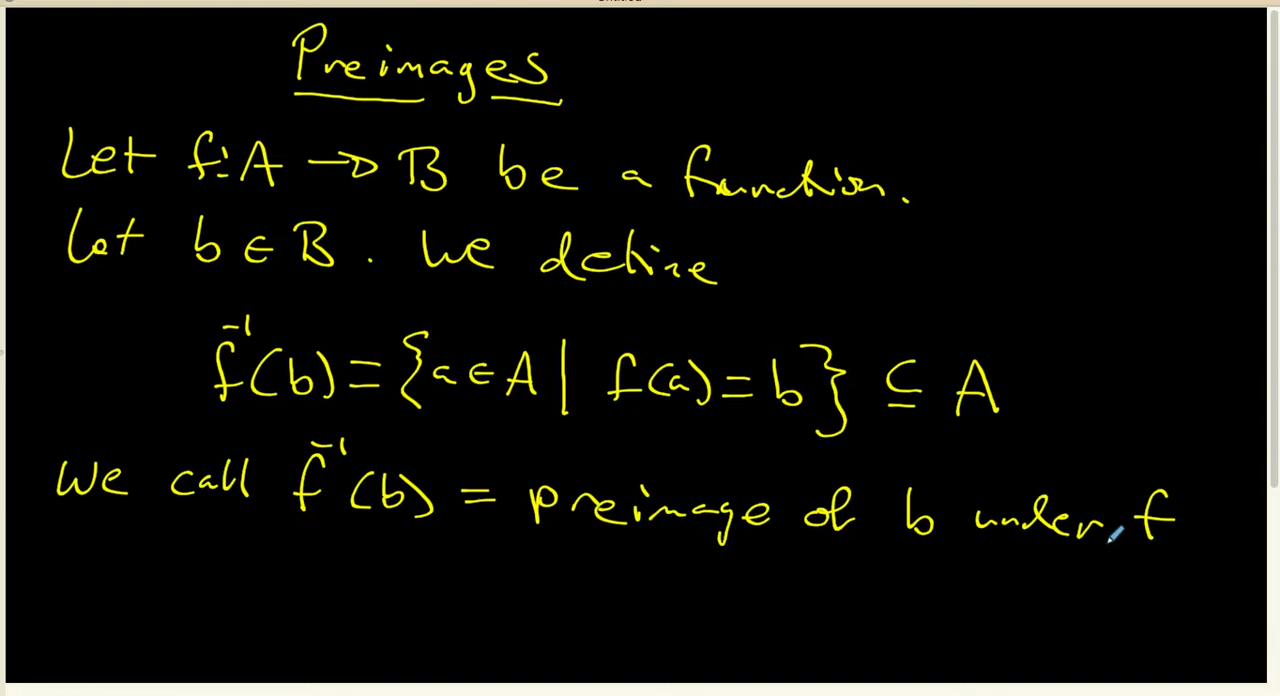 Preimages
Let f: A → B be a function.
Let b ∈ B. We define
f⁻¹(b) = {a ∈ A | f(a) = b} ⊆ A
We call f⁻¹(b) = preimage of b under f